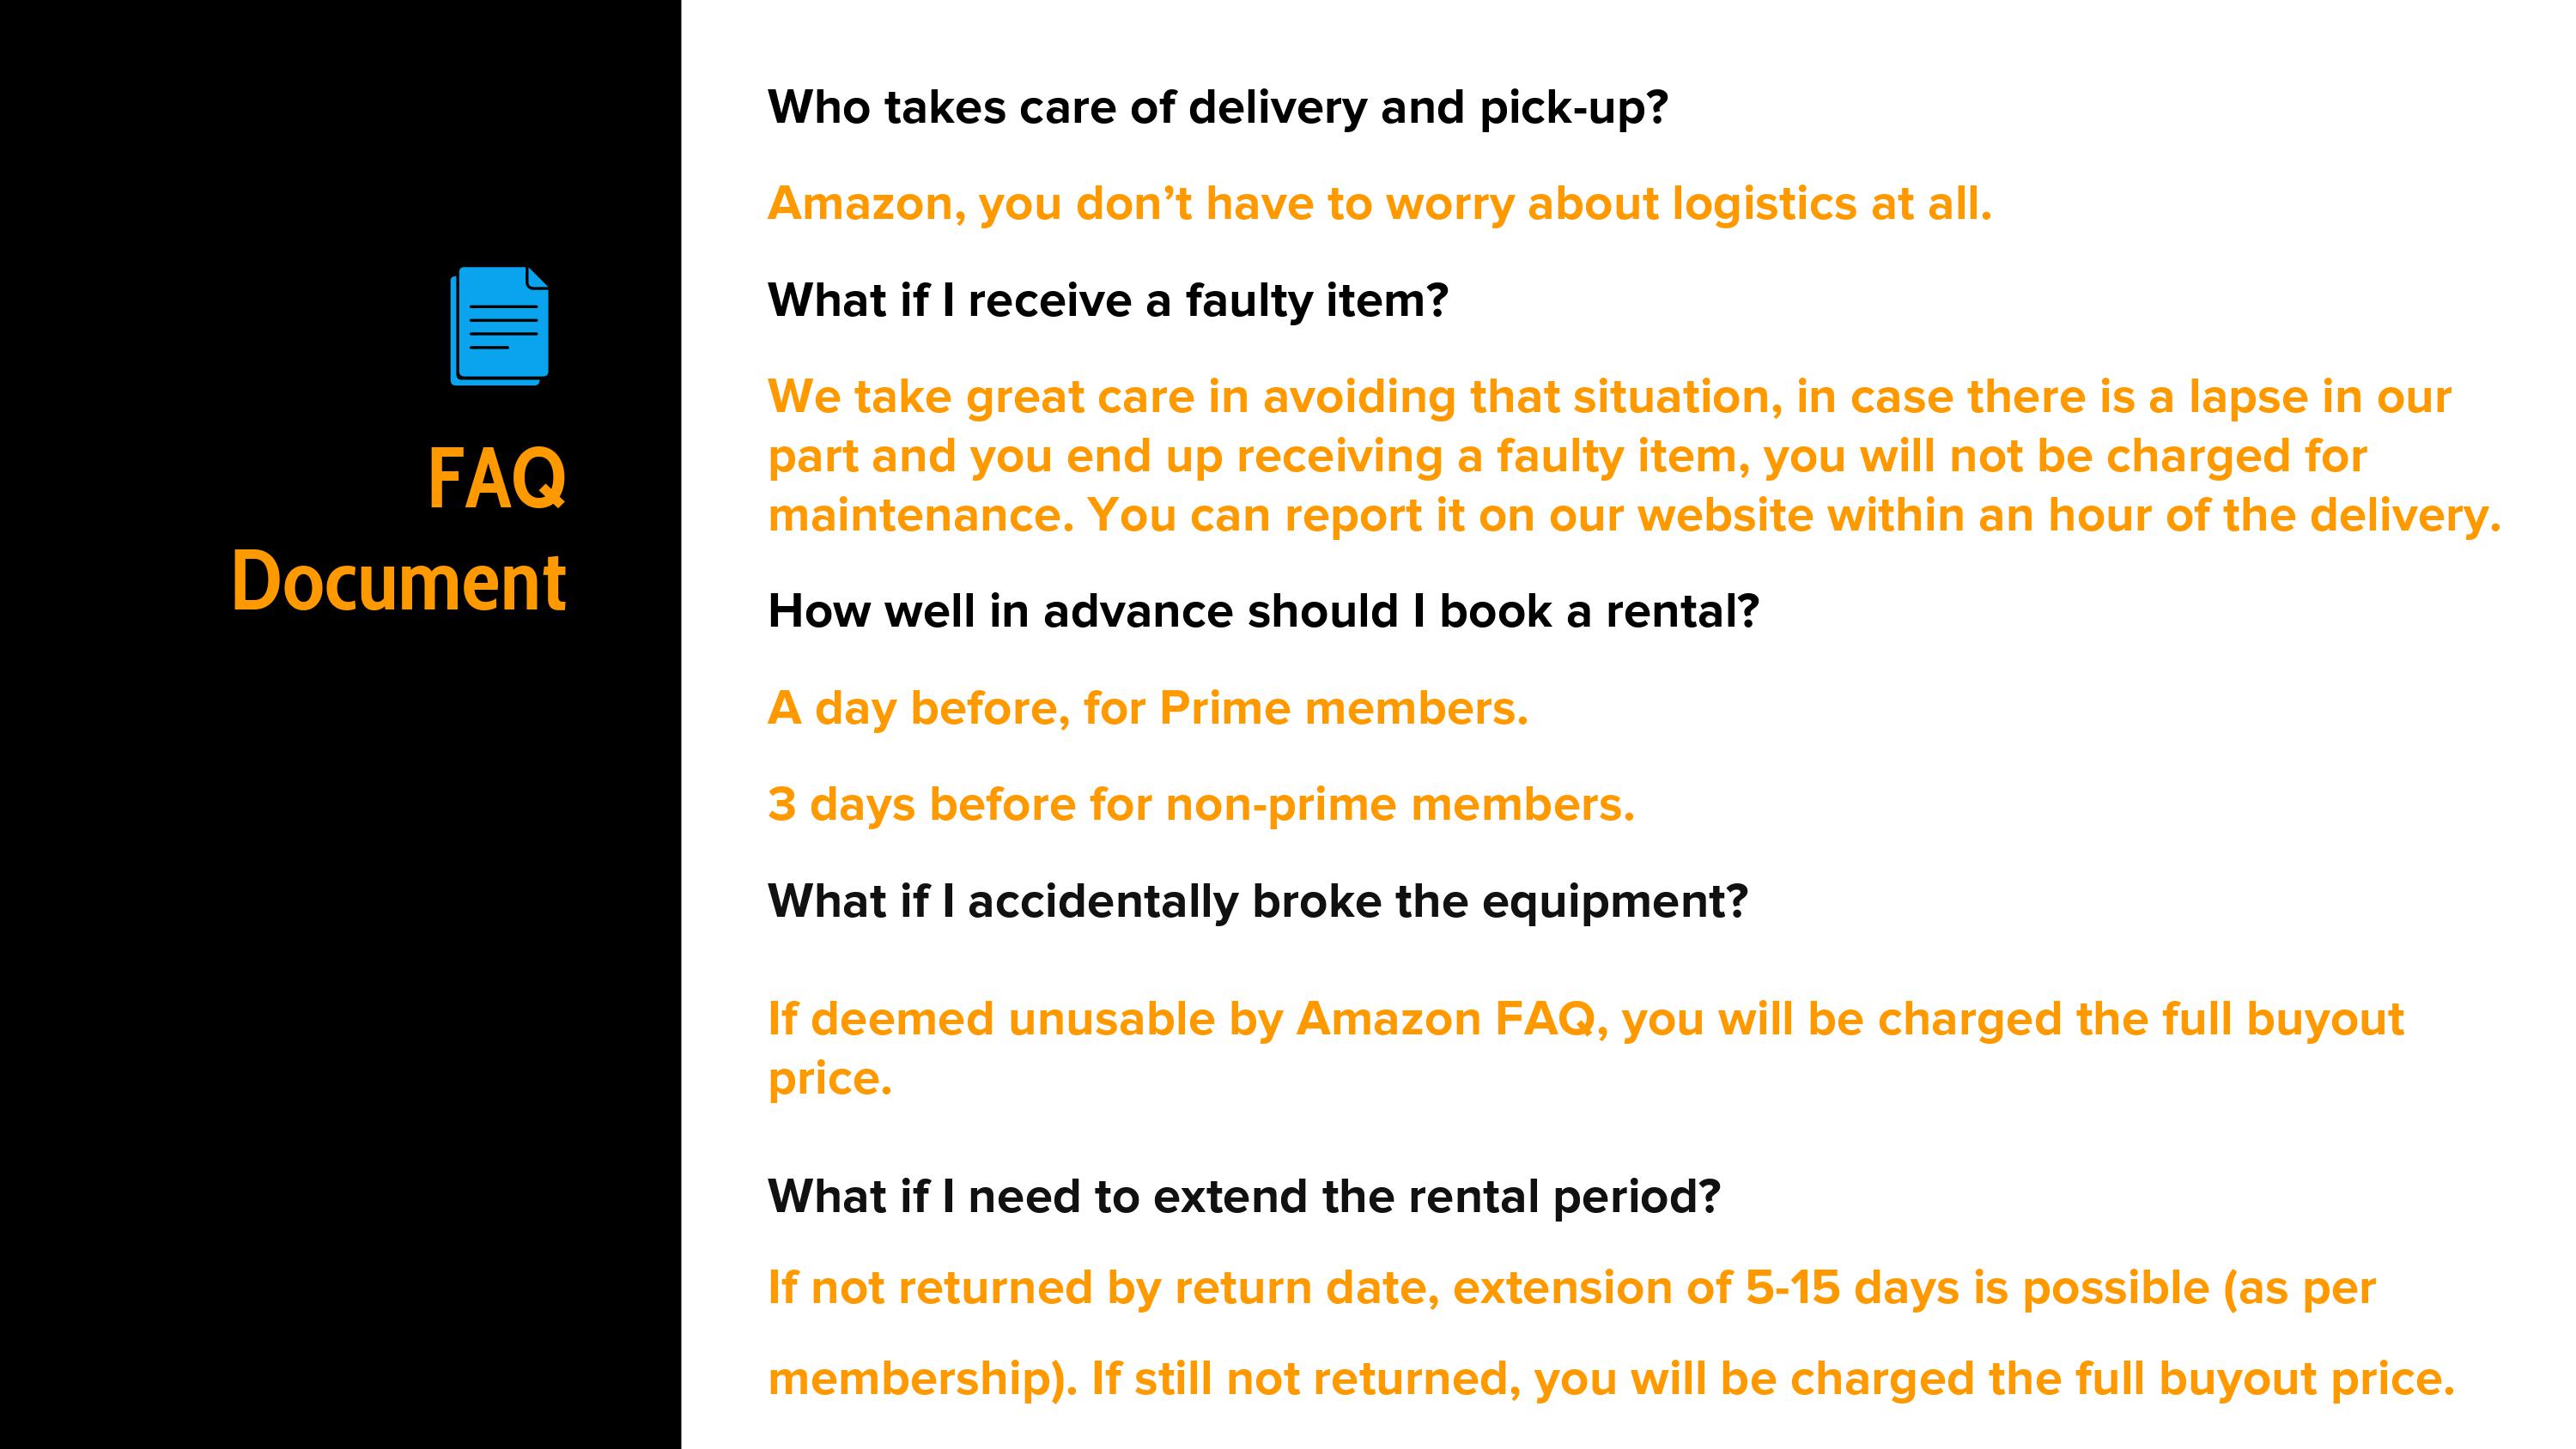 FAQ
Document
Who takes care of delivery and pick-up?
Amazon, you don’t have to worry about logistics at all.
What if I receive a faulty item?
We take great care in avoiding that situation, in case there is a lapse in our
part and you end up receiving a faulty item, you will not be charged for
maintenance. You can report it on our website within an hour of the delivery.
How well in advance should I book a rental?
A day before, for Prime members.
3 days before for non-prime members.
What if I accidentally broke the equipment?
If deemed unusable by Amazon FAQ, you will be charged the full buyout
price.
What if I need to extend the rental period?
If not returned by return date, extension of 5-15 days is possible (as per
membership). If still not returned, you will be charged the full buyout price.